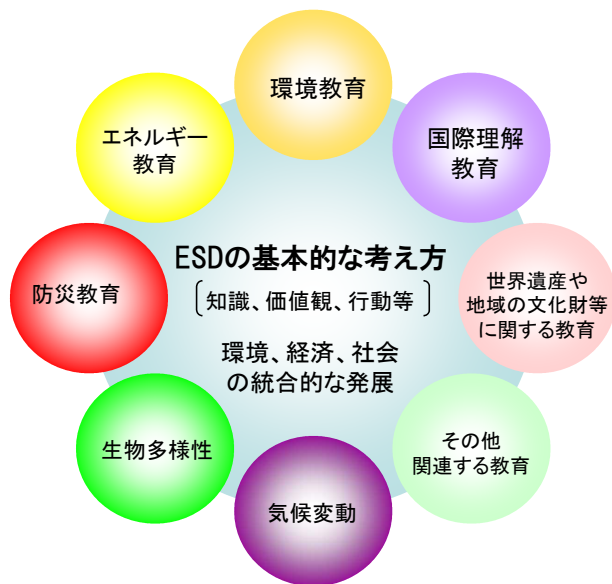 環境教育
国際理解
教育
世界遺産や
地域の文化財等
に関する教育
その他
関連する教育
気候変動
生物多様性
防災教育
エネルギー
教育
ESDの基本的な考え方
〔知識、価値観、行動等〕
環境、経済、社会
の統合的な発展